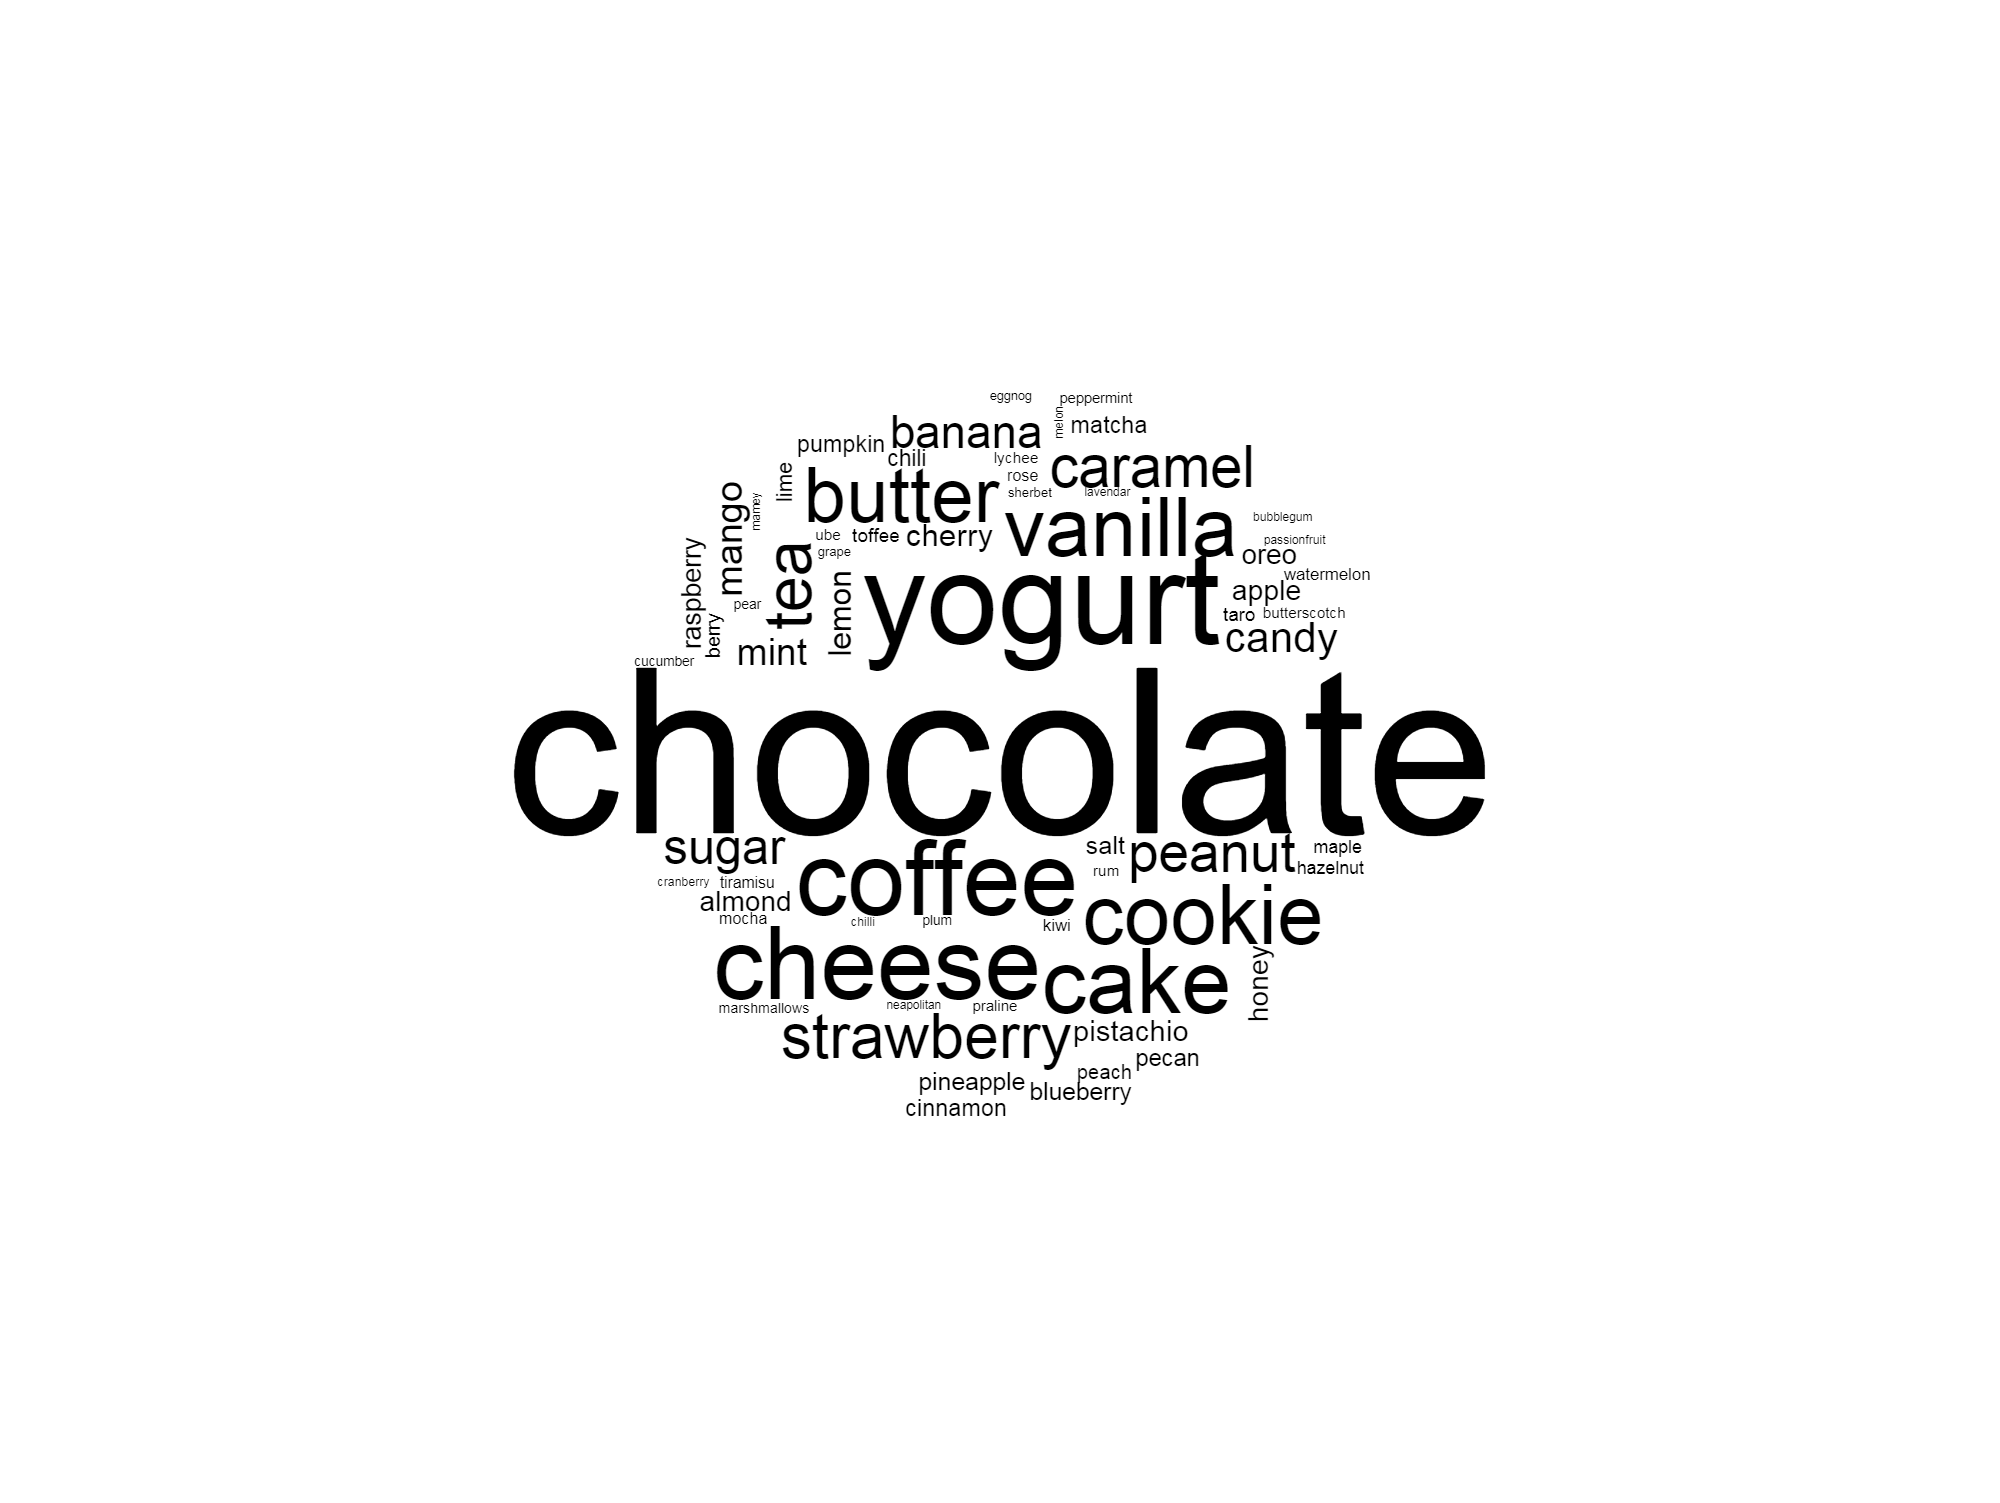 eggnog
peppermint
melon
matcha
banana
pumpkin
chili
lychee
caramel
lime
rose
butter
sherbet
lavendar
mango
mamey
vanilla
bubblegum
ube
toffee
cherry
passionfruit
grape
oreo
tea
raspberry
watermelon
yogurt
apple
pear
lemon
taro
butterscotch
berry
mint
candy
cucumber
chocolate
sugar
salt
peanut
maple
coffee
rum
hazelnut
cranberry
tiramisu
almond
mocha
chilli
plum
kiwi
cookie
cheese
cake
honey
marshmallows
neapolitan
praline
strawberry
pistachio
pecan
peach
pineapple
blueberry
cinnamon